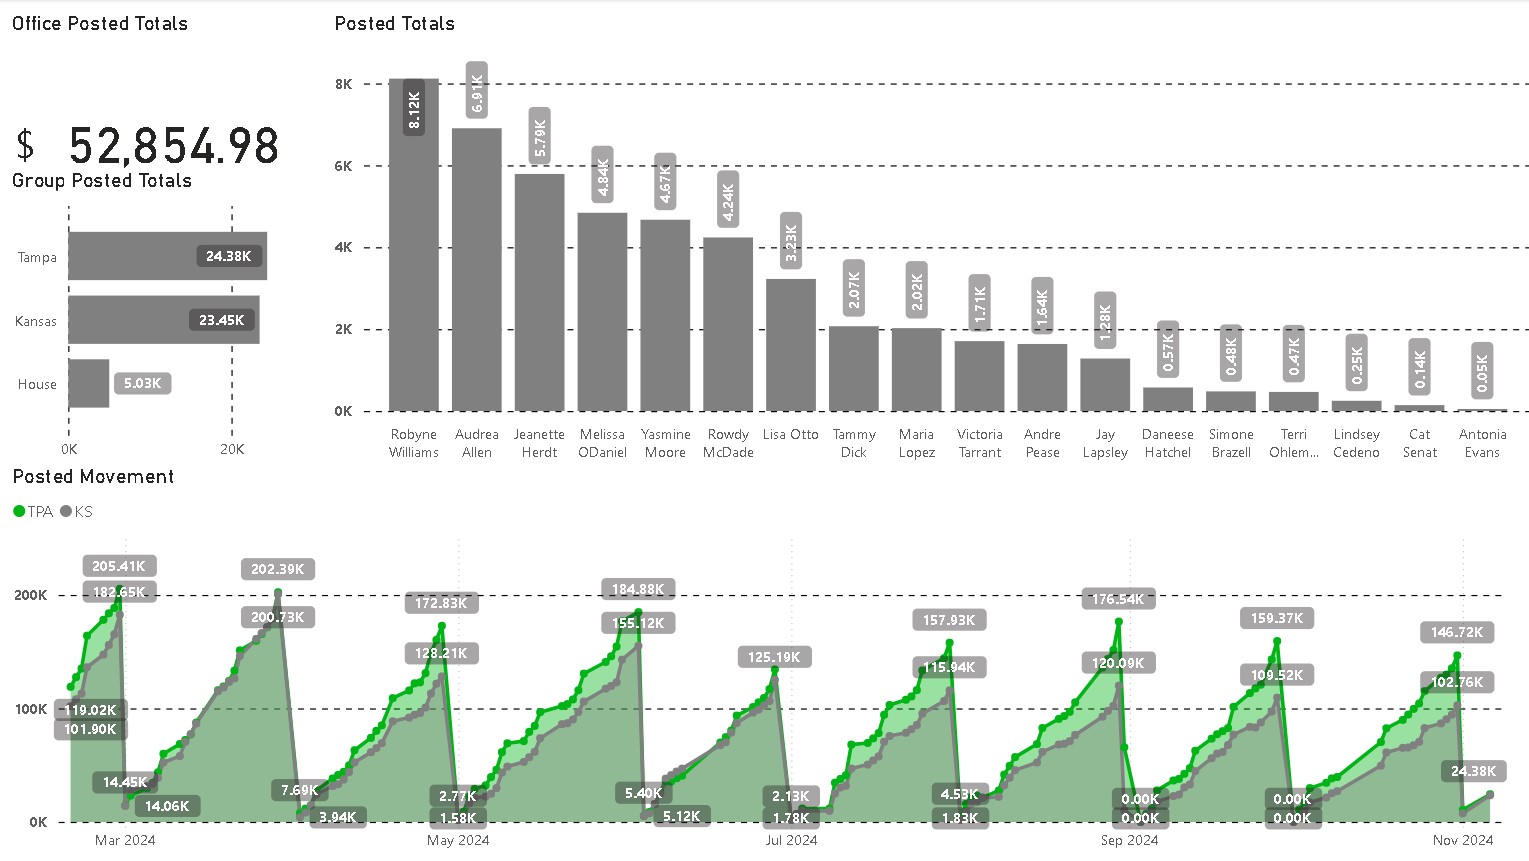 Office Posted Totals
$ 52,854.98
Group Posted Totals
Tampa 24.38K
Kansas 23.45K
House 5.03K
0K 20K
Posted Totals
8K
6K
4K
2K
0K
8.12K 6.91K 5.79K 4.84K 4.67K 4.24K 3.23K 2.07K 2.02K 1.71K 1.64K 1.28K 0.57K 0.48K 0.47K 0.25K 0.14K 0.05K
Robyne Audrea Jeanette Melissa Yasmine Rowdy Lisa Otto Tammy Maria Victoria Andre Jay Daneese Simone Terri Lindsey Cat Antonia
Williams Allen Herdt ODaniel Moore McDade Dick Lopez Tarrant Pease Lapsley Hatchel Brazell Ohlem... Cedeno Senat Evans
Posted Movement
TPA KS
200K
100K
0K
205.41K
182.65K
119.02K
101.90K
14.45K
14.06K
202.39K
200.73K
7.69K
3.94K
172.83K
128.21K
2.77K
1.58K
184.88K
155.12K
5.40K
5.12K
125.19K
2.13K
1.78K
157.93K
115.94K
4.53K
1.83K
176.54K
120.09K
0.00K
0.00K
159.37K
109.52K
0.00K
0.00K
146.72K
102.76K
24.38K
Mar 2024 May 2024 Jul 2024 Sep 2024 Nov 2024